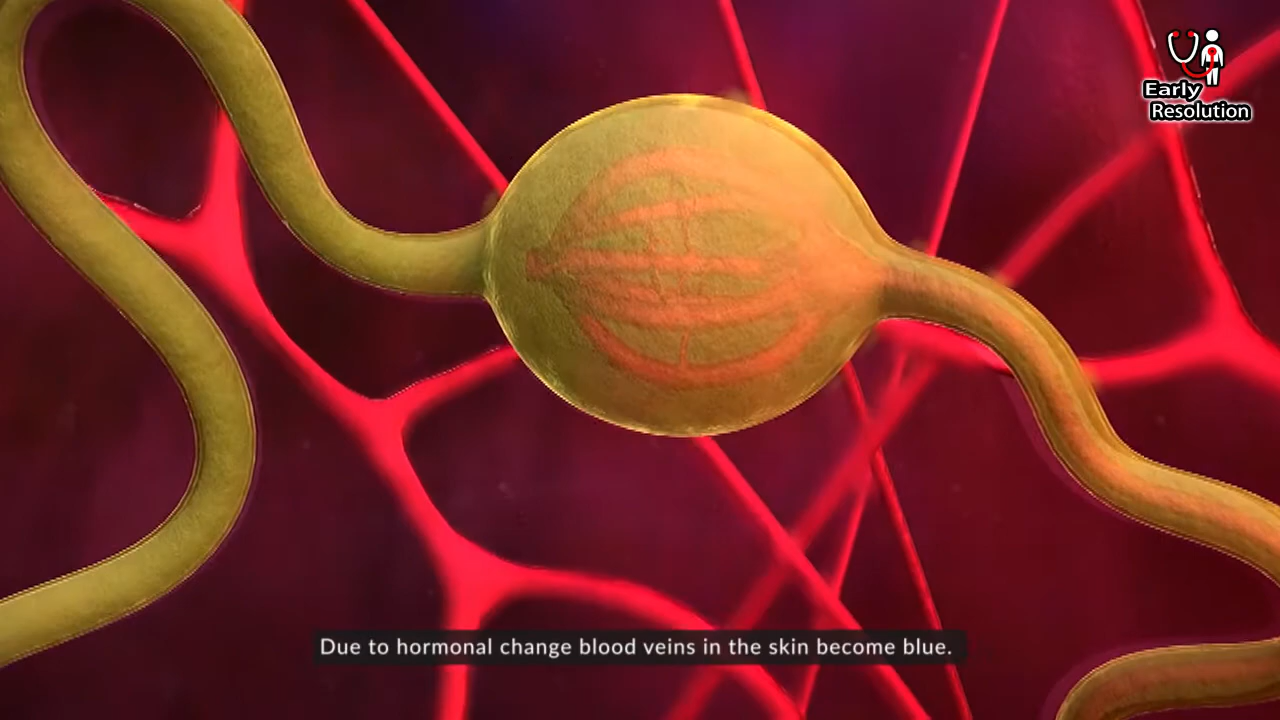 Early
Resolution
Due to hormonal change blood veins in the skin become blue.